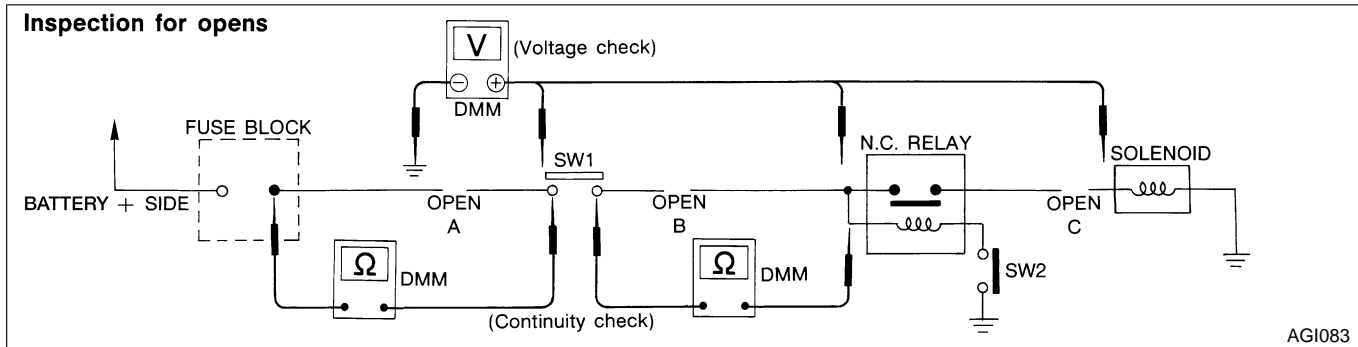 Inspection for opens
V
(Voltage check)
− +
DMM
FUSE BLOCK
SW1
N.C. RELAY
SOLENOID
BATTERY + SIDE
OPEN
A
OPEN
B
OPEN
C
Ω
DMM
Ω
DMM
SW2
(Continuity check)
AGI083